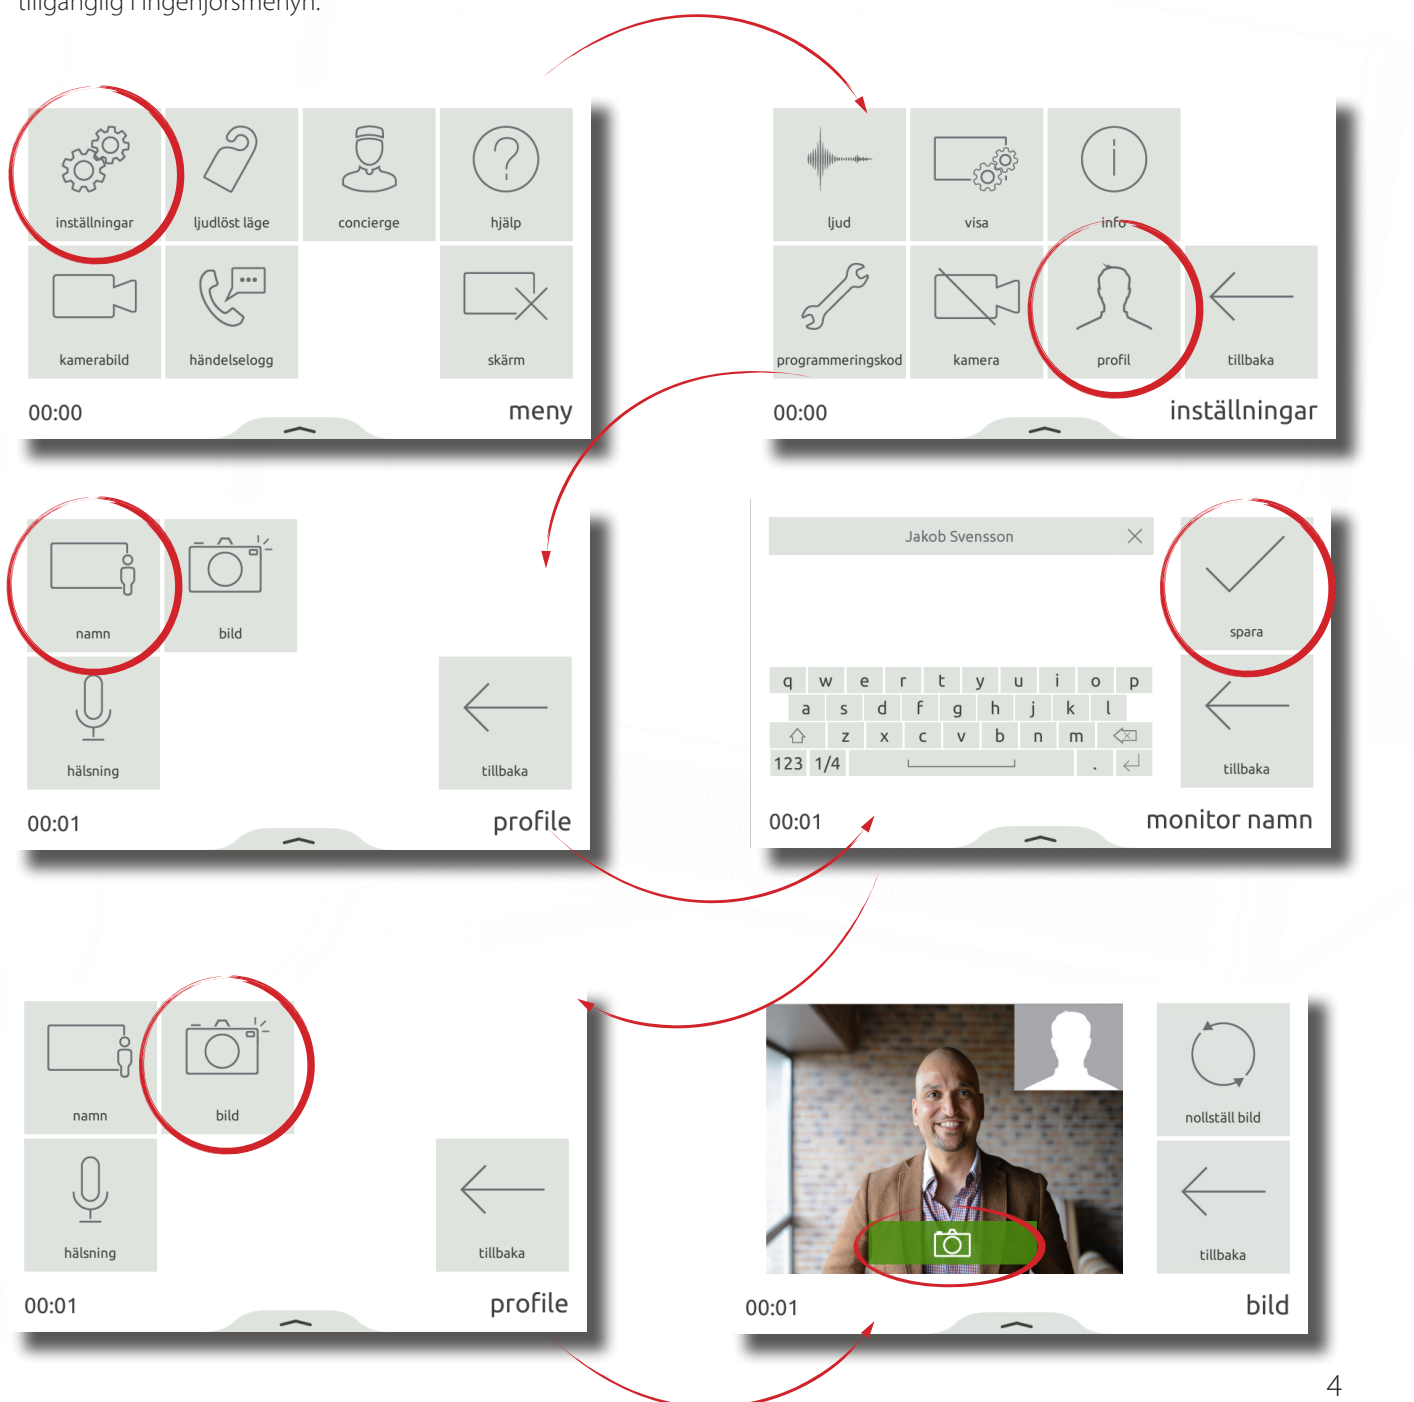 tillgänglig i ingenjörsmenyn.
inställningar
ljudlöst läge
concierge
hjälp
kamerabild
händelselogg
skärm
00:00
meny
ljud
visa
info
programmeringskod
kamera
profil
tillbaka
00:00
inställningar
namn
bild
hälsning
tillbaka
00:01
profile
Jakob Svensson
spara
q w e r t y u i o p
a s d f g h j k l
z x c v b n m
123 1/4 .
tillbaka
00:01
monitor namn
namn
bild
hälsning
tillbaka
00:01
profile
nollställ bild
tillbaka
00:01
bild
4